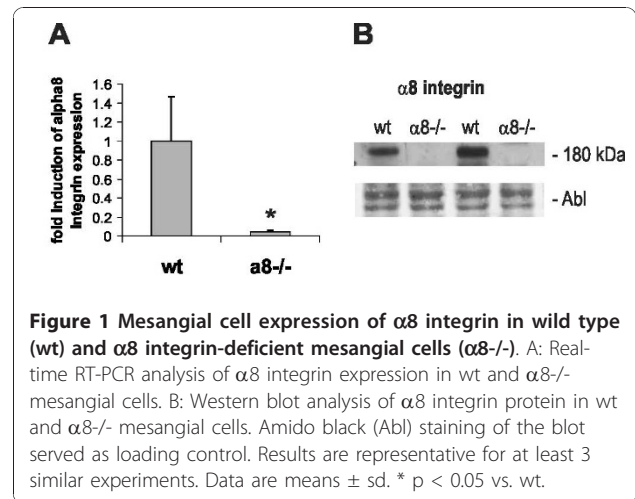 A
B
fold induction of alpha8
Integrin expression
1.6
1.4
1.2
1
0.8
0.6
0.4
0.2
0
*
wt
a8-/-
α8 integrin
wt α8-/- wt α8-/-
- 180 kDa
- Abl
Figure 1 Mesangial cell expression of α8 integrin in wild type
(wt) and α8 integrin-deficient mesangial cells (α8-/-). A: Real-
time RT-PCR analysis of α8 integrin expression in wt and α8-/-
mesangial cells. B: Western blot analysis of α8 integrin protein in wt
and α8-/- mesangial cells. Amido black (Abl) staining of the blot
served as loading control. Results are representative for at least 3
similar experiments. Data are means ± sd. * p < 0.05 vs. wt.